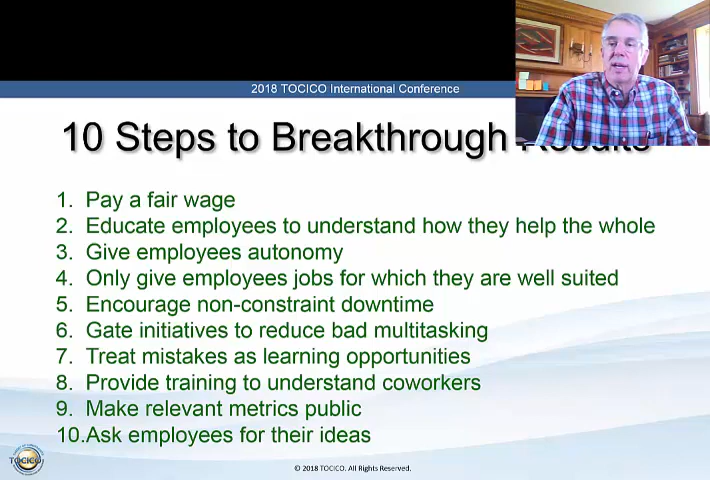 2018 TOCICO International Conference
10 Steps to Breakthrough Results
1. Pay a fair wage
2. Educate employees to understand how they help the whole
3. Give employees autonomy
4. Only give employees jobs for which they are well suited
5. Encourage non-constraint downtime
6. Gate initiatives to reduce bad multitasking
7. Treat mistakes as learning opportunities
8. Provide training to understand coworkers
9. Make relevant metrics public
10.Ask employees for their ideas
TOCICO
© 2018 TOCICO. All Rights Reserved.